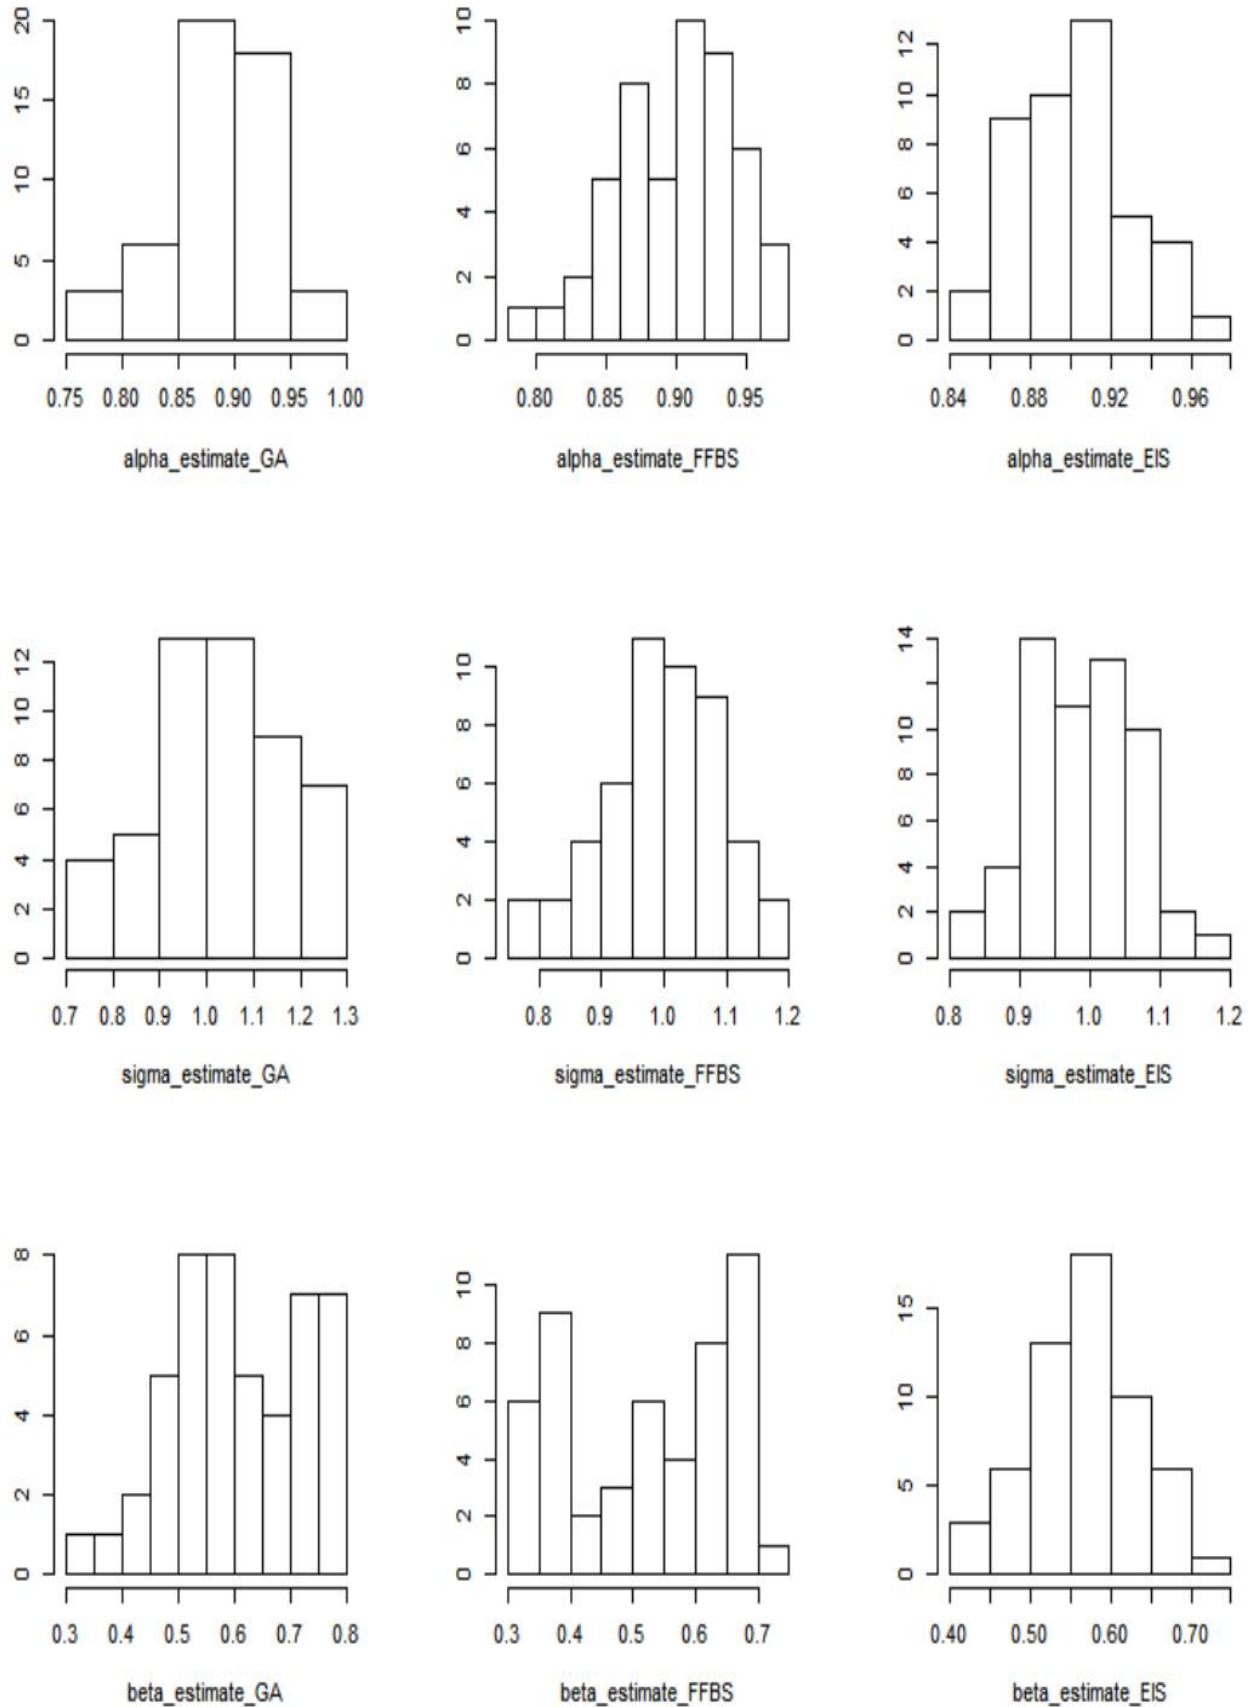 20
15
10
5
0
0.75 0.80 0.85 0.90 0.95 1.00
alpha_estimate_GA
10
8
6
4
2
0
0.80 0.85 0.90 0.95
alpha_estimate_FFBS
12
10
8
6
4
2
0
0.84 0.88 0.92 0.96
alpha_estimate_EIS
12
10
8
6
4
2
0
0.7 0.8 0.9 1.0 1.1 1.2 1.3
sigma_estimate_GA
10
8
6
4
2
0
0.8 0.9 1.0 1.1 1.2
sigma_estimate_FFBS
14
10
8
6
4
2
0
0.8 0.9 1.0 1.1 1.2
sigma_estimate_EIS
8
6
4
2
0
0.3 0.4 0.5 0.6 0.7 0.8
beta_estimate_GA
10
8
6
4
2
0
0.3 0.4 0.5 0.6 0.7
beta_estimate_FFBS
15
10
5
0
0.40 0.50 0.60 0.70
beta_estimate_EIS